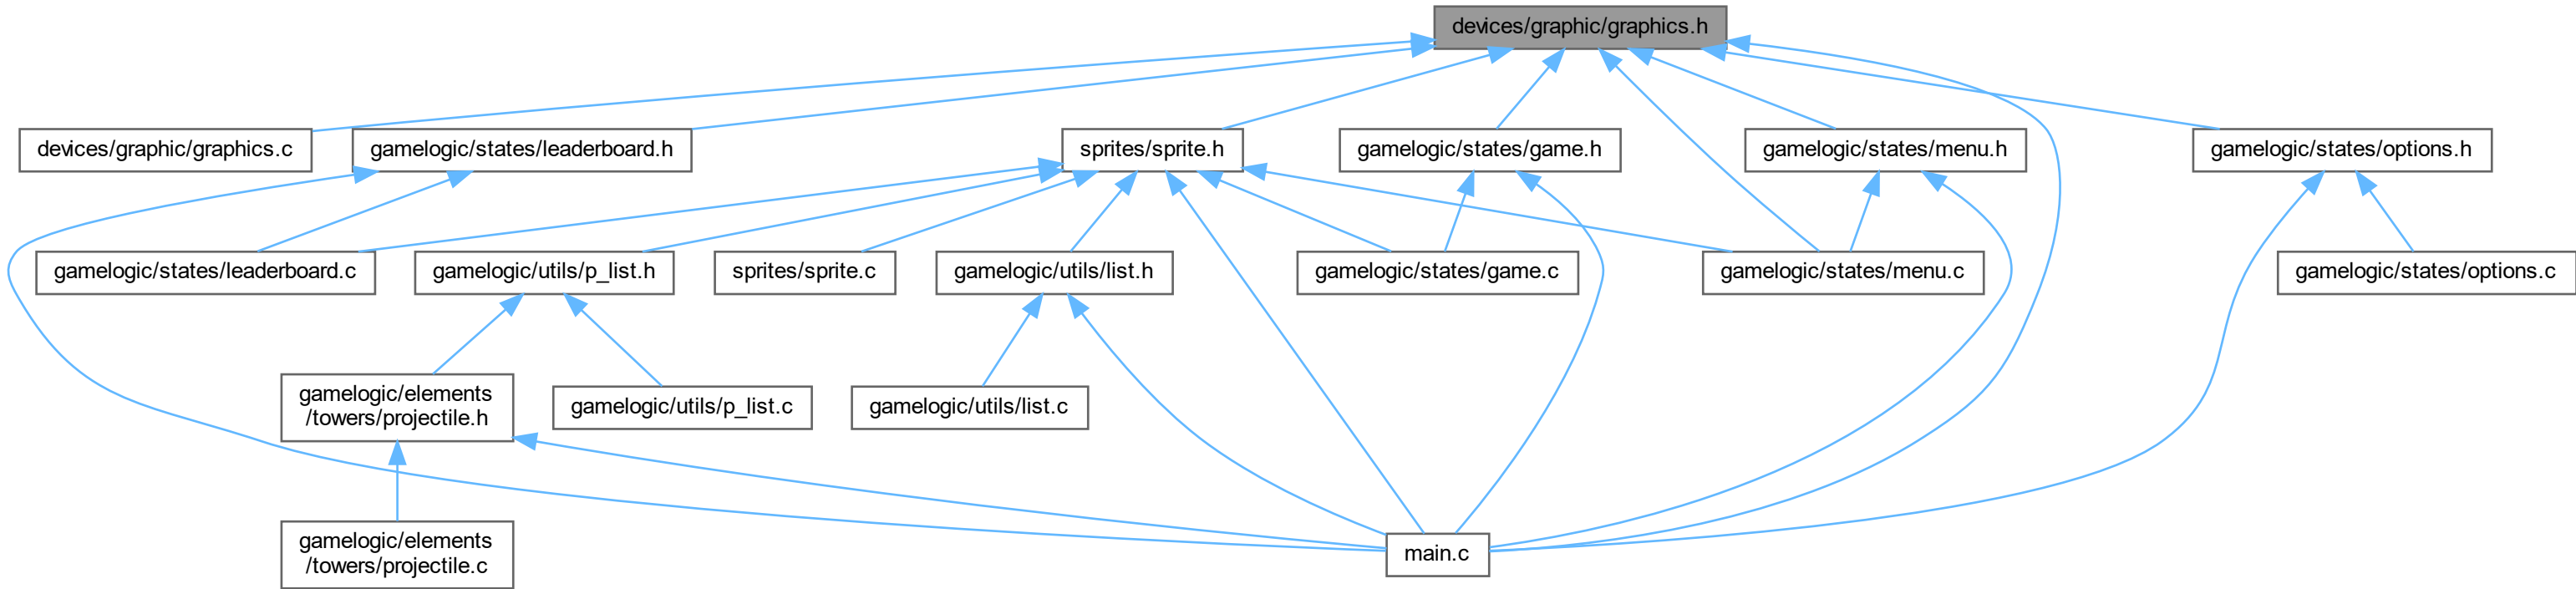 devices/graphic/graphics.h
devices/graphic/graphics.c
gamelogic/states/leaderboard.h
sprites/sprite.h
gamelogic/states/game.h
gamelogic/states/menu.h
gamelogic/states/options.h
gamelogic/states/leaderboard.c
gamelogic/utils/p_list.h
sprites/sprite.c
gamelogic/utils/list.h
gamelogic/states/game.c
gamelogic/states/menu.c
gamelogic/states/options.c
gamelogic/elements
/towers/projectile.h
gamelogic/utils/p_list.c
gamelogic/utils/list.c
gamelogic/elements
/towers/projectile.c
main.c